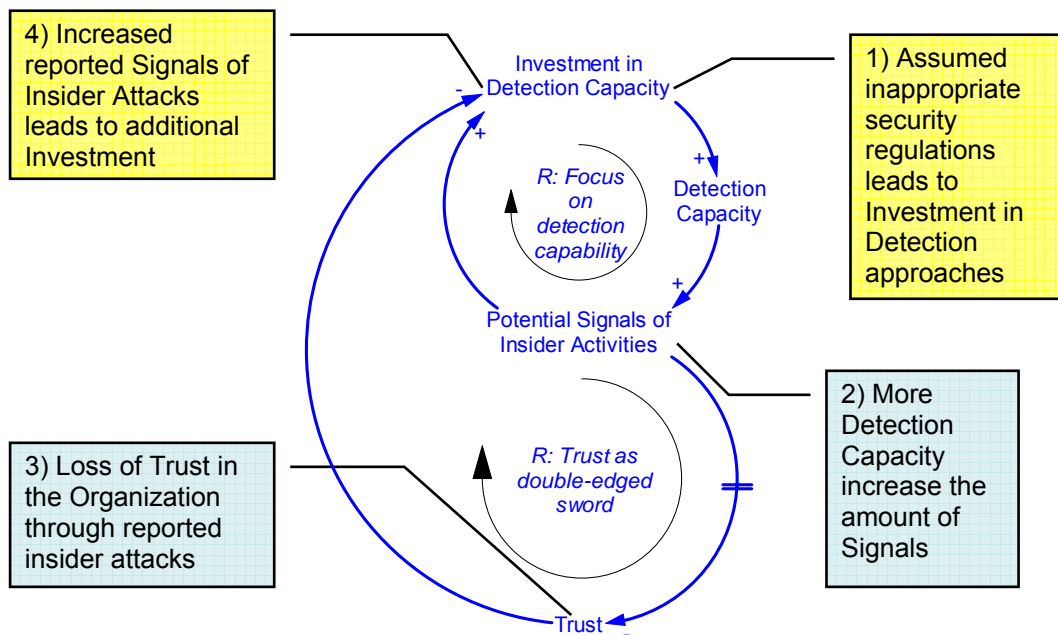 4) Increased
reported Signals of
Insider Attacks
leads to additional
Investment
Investment in
Detection Capacity
1) Assumed
inappropriate
security
regulations
leads to
Investment in
Detection
approaches
-
+
+
R: Focus
on
detection
capability
Detection
Capacity
+
Potential Signals of
Insider Activities
2) More
Detection
Capacity
increase the
amount of
Signals
3) Loss of Trust in
the Organization
through reported
insider attacks
R: Trust as
double-edged
sword
Trust